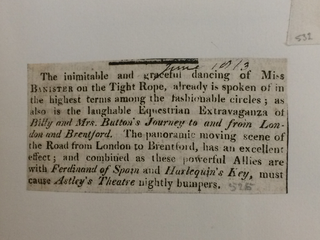 532
June 1813.
The inimitable and graceful dancing of Miss
BANISTER on the Tight Rope, already is spoken of in
the highest terms among the fashionable circles; as
also is the laughable Equestrian Extravaganza of
Billy and Mrs. Button's Journey to and from Lon-
don and Brentford. The panoramic moving scene of
the Road from London to Brentford, has an excellent
effect; and combined as these powerful Allies are
with Ferdinand of Spain and Harlequin's Key, must
cause Astley's Theatre nightly bumpers.